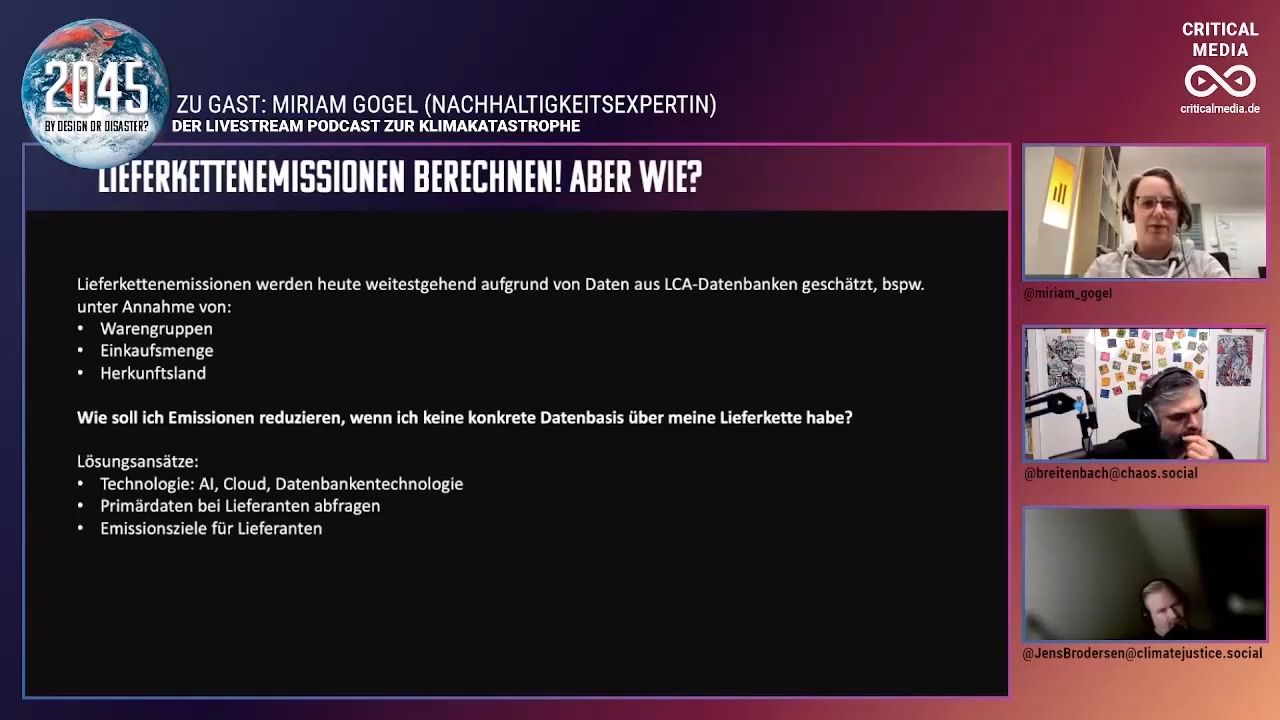 2045
BY DESIGN OR DISASTER?
ZU GAST: MIRIAM GOGEL (NACHHALTIGKEITSEXPERTIN)
DER LIVESTREAM PODCAST ZUR KLIMAKATASTROPHE
CRITICAL
MEDIA
criticalmedia.de
LIEFERKETTENEMISSIONEN BERECHNEN! ABER WIE?
Lieferkettenemissionen werden heute weitestgehend aufgrund von Daten aus LCA-Datenbanken geschätzt, bspw.
unter Annahme von:
• Warengruppen
• Einkaufsmenge
• Herkunftsland
Wie soll ich Emissionen reduzieren, wenn ich keine konkrete Datenbasis über meine Lieferkette habe?
Lösungsansätze:
• Technologie: AI, Cloud, Datenbankentechnologie
• Primärdaten bei Lieferanten abfragen
• Emissionsziele für Lieferanten
@miriam_gogel
@breitenbach@chaos.social
@JensBrodersen@climatejustice.social